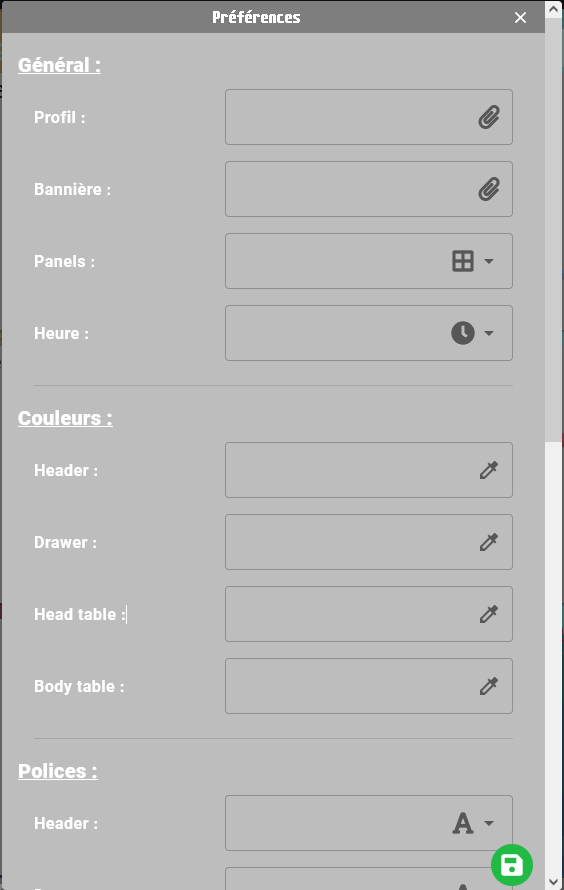 Préférences
Général :
Profil :
Bannière :
Panels :
Heure :
Couleurs :
Header :
Drawer :
Head table :
Body table :
Polices :
Header :